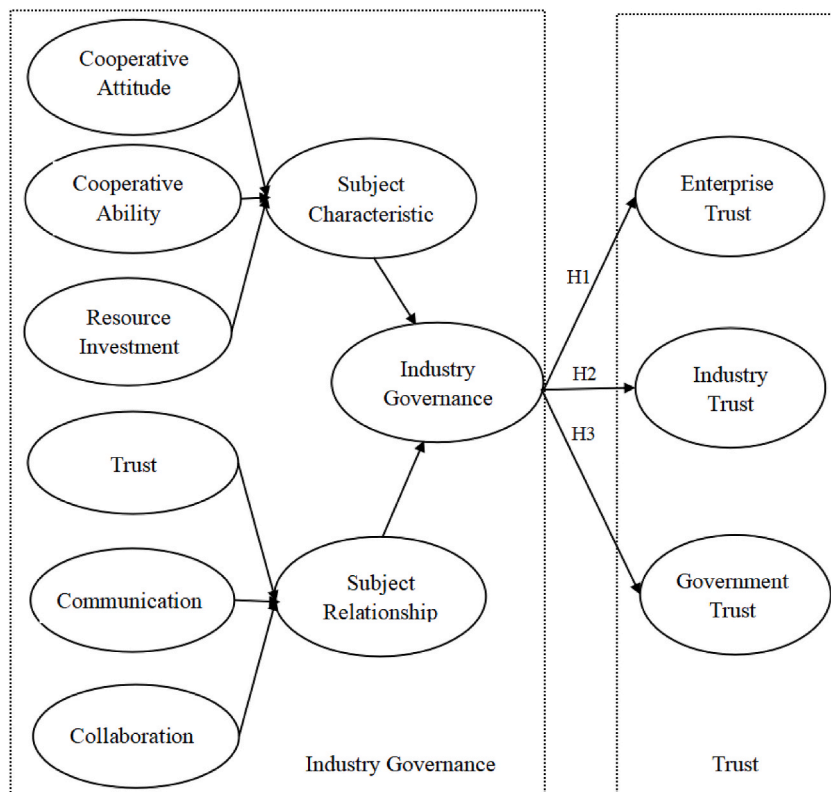 Cooperative
Attitude
Cooperative
Ability
Resource
Investment
Trust
Communication
Collaboration
Subject
Characteristic
Subject
Relationship
Industry
Governance
H1
H2
H3
Enterprise
Trust
Industry
Trust
Government
Trust
Industry Governance
Trust